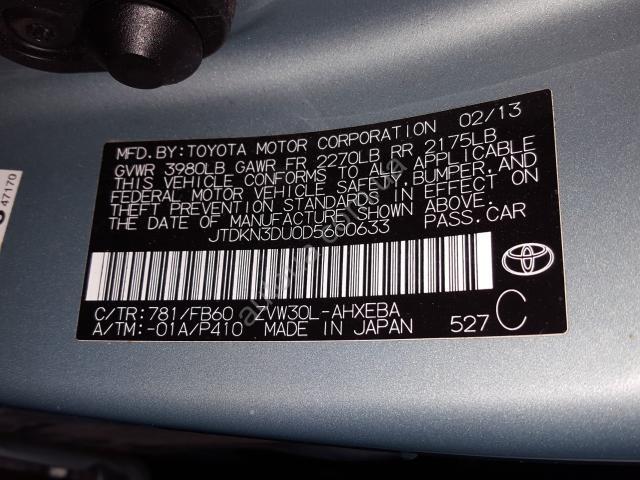 MFD. BY: TOYOTA MOTOR CORPORATION 02/13
GVWR 3980LB GAWR FR 2270LB RR 2175LB
THIS VEHICLE CONFORMS TO ALL APPLICABLE
FEDERAL MOTOR VEHICLE SAFETY, BUMPER, AND
THEFT PREVENTION STANDARDS IN EFFECT ON
THE DATE OF MANUFACTURE SHOWN ABOVE.
JTDKN3DU0D5600633 PASS. CAR
C/TR: 781/FB60 ZVW30L-AHXEBA
A/TM: -01A/P410 MADE IN JAPAN 527 C
47170